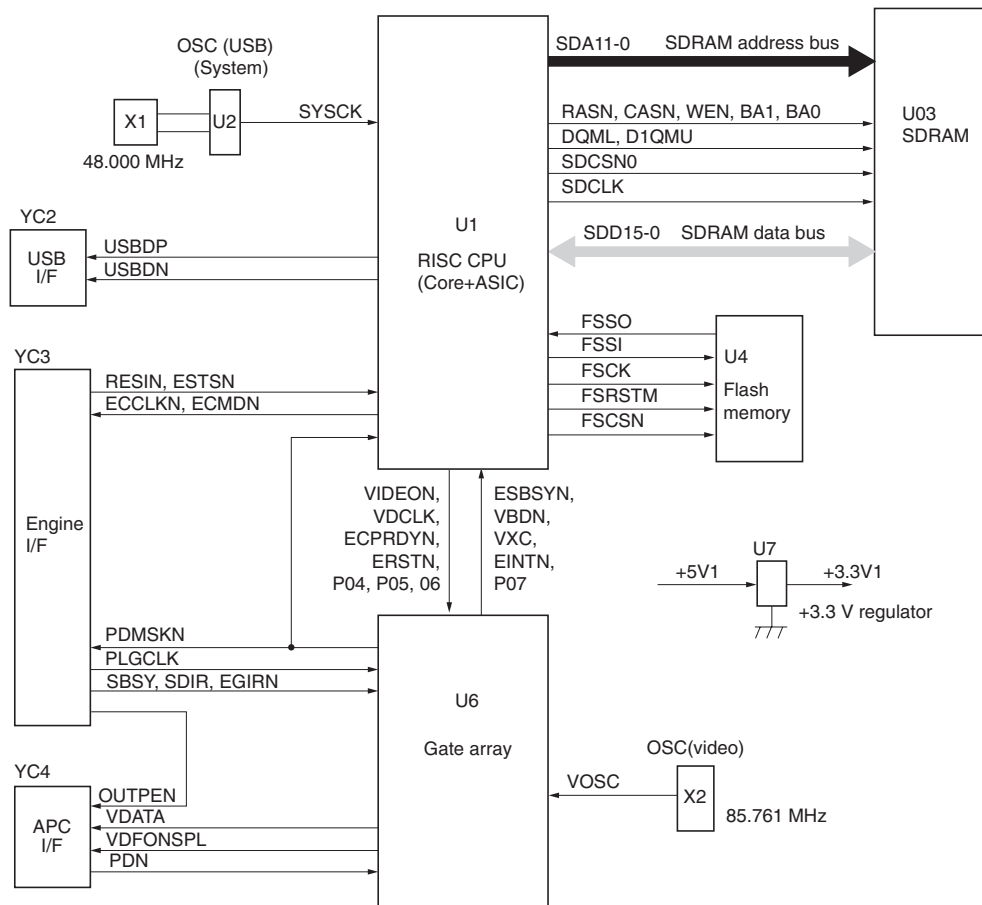 OSC (USB)
(System)
X1
U2
SYSCK
48.000 MHz
YC2
USB
I/F
USBDP
USBDN
U1
RISC CPU
(Core+ASIC)
SDA11-0
SDRAM address bus
RASN, CASN, WEN, BA1, BA0
DQML, D1QMU
SDCSN0
SDCLK
SDD15-0
SDRAM data bus
U03
SDRAM
FSSO
FSSI
FSCK
FSRSTM
FSCSN
U4
Flash
memory
YC3
Engine
I/F
RESIN, ESTSN
ECCLKN, ECMDN
VIDEON,
VDCLK,
ECPRDYN,
ERSTN,
P04, P05, 06
ESBSYN,
VBDN,
VXC,
EINTN,
P07
U7
+5V1
+3.3V1
+3.3 V regulator
PDMSKN
PLGCLK
SBSY, SDIR, EGIRN
U6
Gate array
OSC(video)
VOSC
X2
85.761 MHz
YC4
APC
I/F
OUTPEN
VDATA
VDFONSPL
PDN